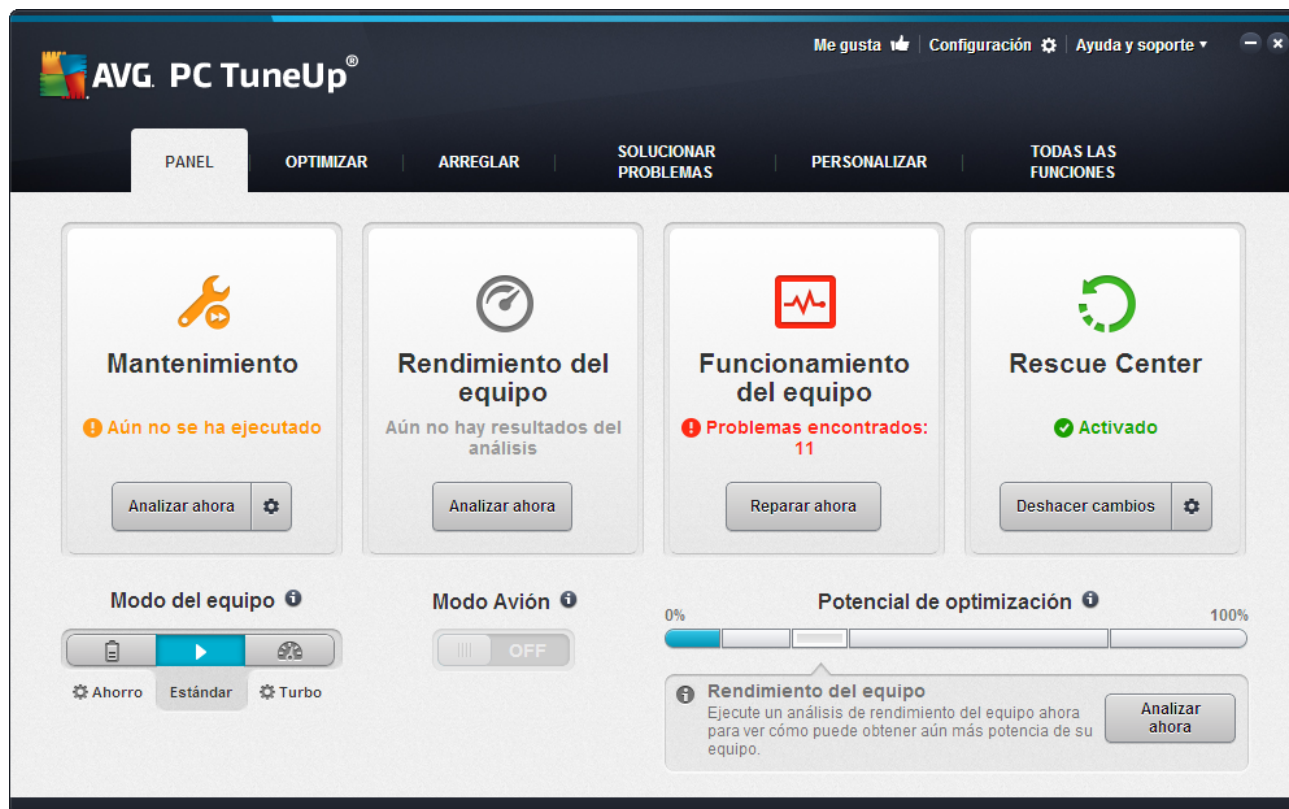 Me gusta Configuración Ayuda y soporte
AVG. PC TuneUp®
PANEL OPTIMIZAR ARREGLAR SOLUCIONAR PROBLEMAS PERSONALIZAR TODAS LAS FUNCIONES
Mantenimiento
Aún no se ha ejecutado
Analizar ahora
Rendimiento del
equipo
Aún no hay resultados del
análisis
Analizar ahora
Funcionamiento
del equipo
Problemas encontrados:
11
Reparar ahora
Rescue Center
Activado
Deshacer cambios
Modo del equipo
Ahorro Estándar Turbo
Modo Avión
OFF
Potencial de optimización
0% 100%
Rendimiento del equipo
Ejecute un análisis de rendimiento del equipo ahora
para ver cómo puede obtener aún más potencia de su
equipo.
Analizar
ahora